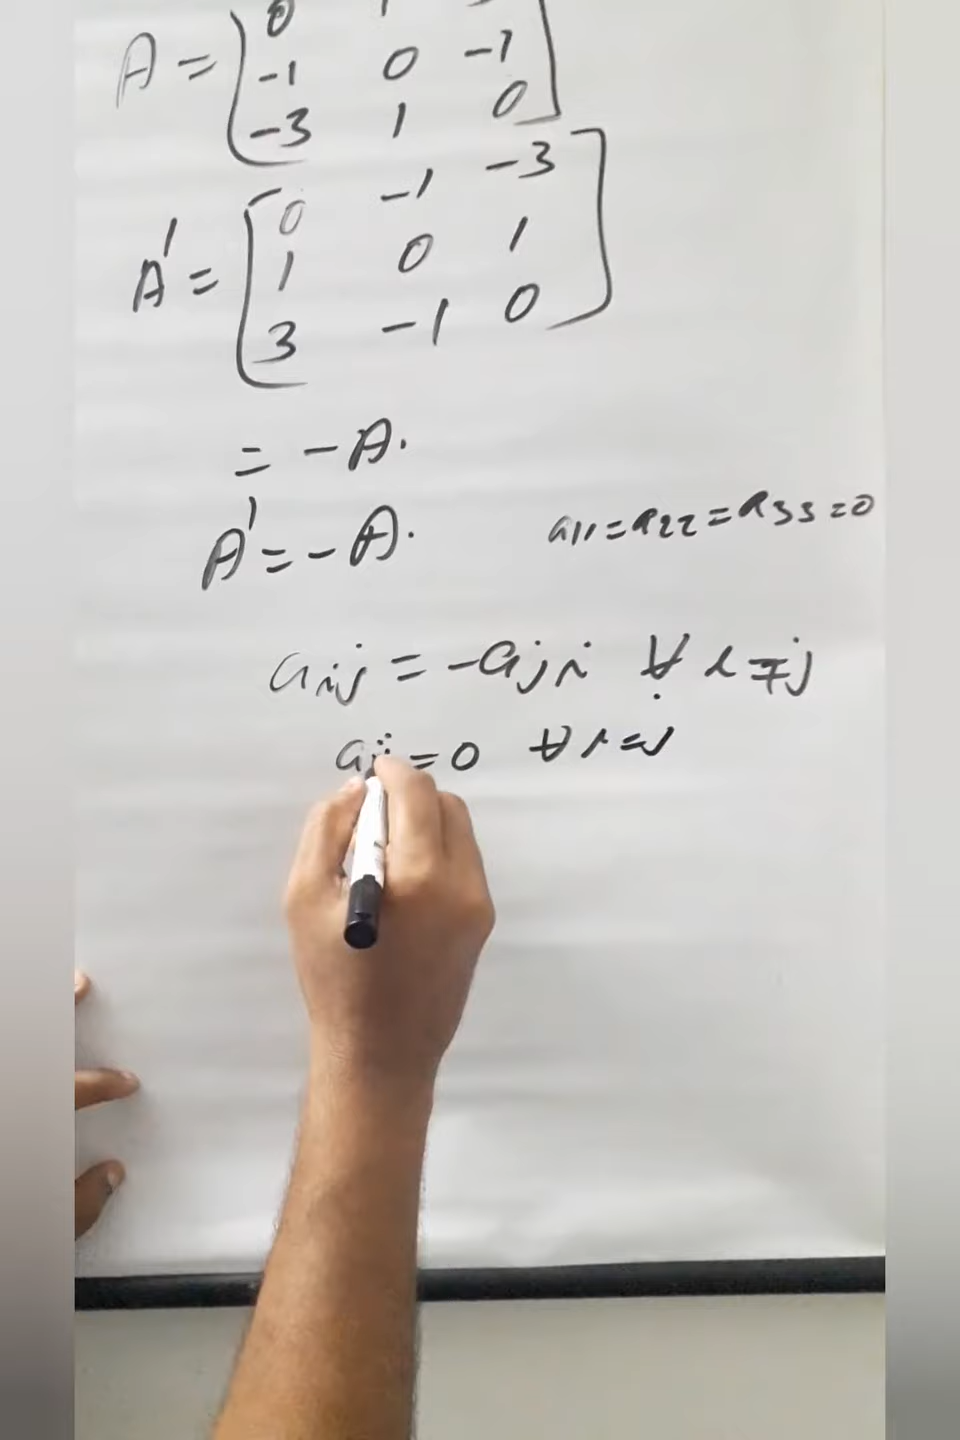 A = [0 1
-1 0 -1
-3 1 0]
A' = [0 -1 -3
1 0 1
3 -1 0]
= -A.
A' = -A.
a11 = a22 = a33 = 0
aij = -aji ∀ i ≠ j
aij = 0 ∀ i = j